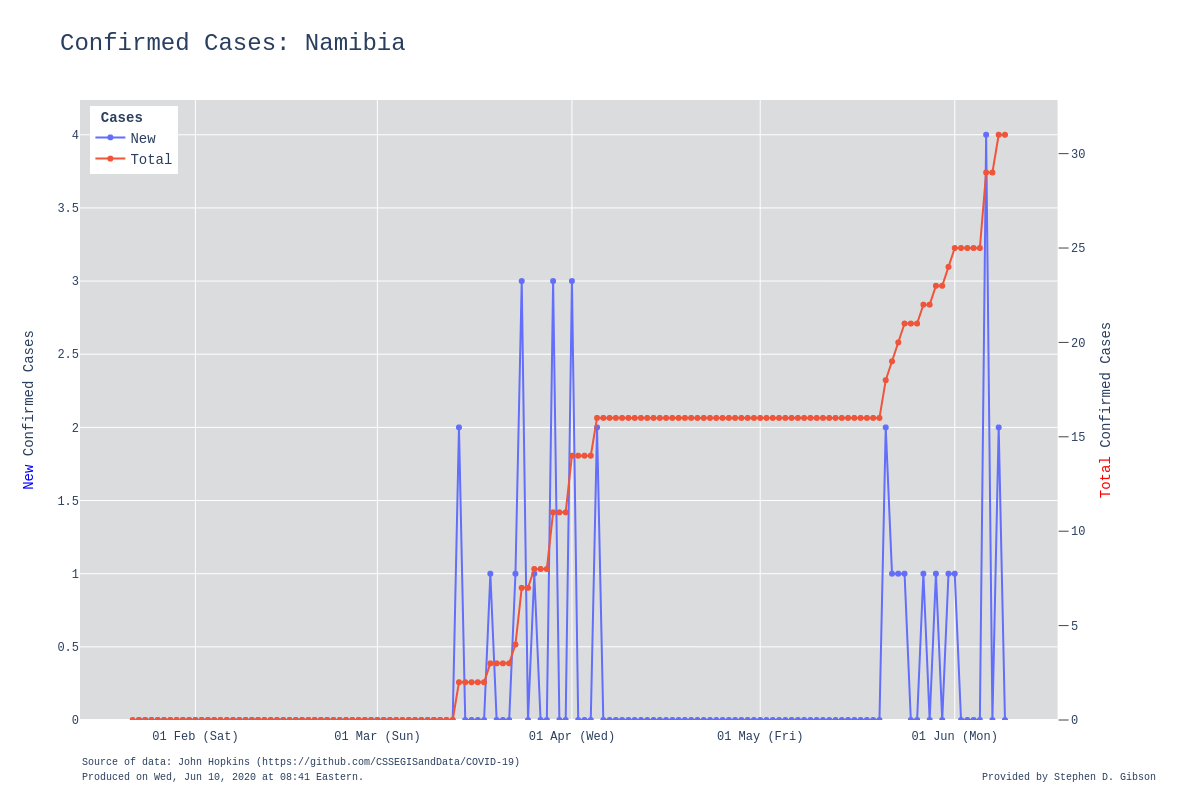 Confirmed Cases: Namibia
Cases
New
Total
4
3.5
3
2.5
2
1.5
1
0.5
0
New Confirmed Cases
30
25
20
15
10
5
0
Total Confirmed Cases
01 Feb (Sat)
01 Mar (Sun)
01 Apr (Wed)
01 May (Fri)
01 Jun (Mon)
Source of data: John Hopkins (https://github.com/CSSEGISandData/COVID-19)
Produced on Wed, Jun 10, 2020 at 08:41 Eastern.
Provided by Stephen D. Gibson